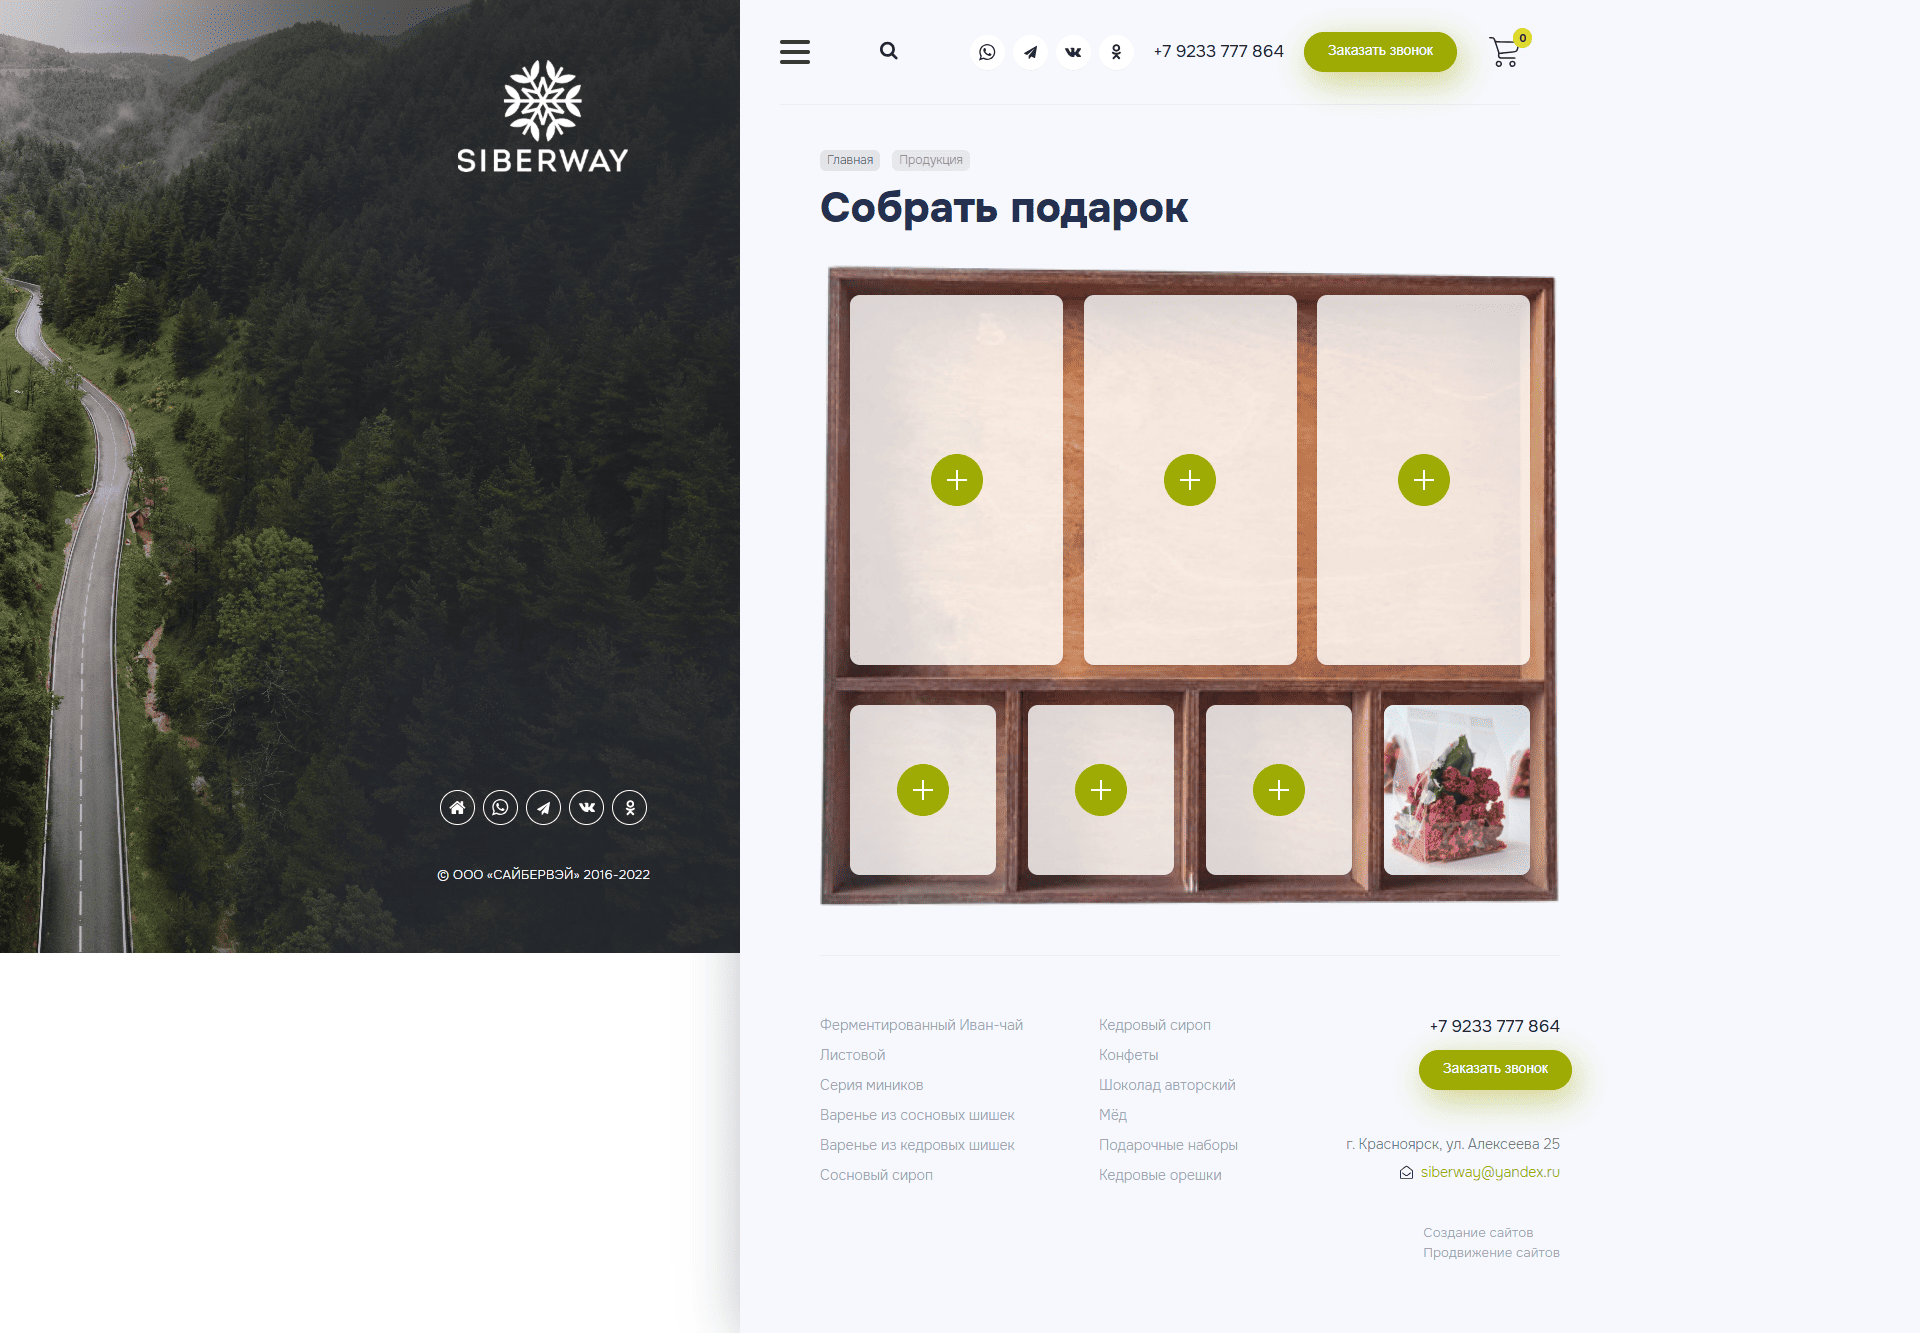 SIBERWAY
© ООО «САЙБЕРВЭЙ» 2016-2022
+7 9233 777 864
Заказать звонок
0
Главная
Продукция
Собрать подарок
Ферментированный Иван-чай
Листовой
Серия миников
Варенье из сосновых шишек
Варенье из кедровых шишек
Сосновый сироп
Кедровый сироп
Конфеты
Шоколад авторский
Мёд
Подарочные наборы
Кедровые орешки
+7 9233 777 864
Заказать звонок
г. Красноярск, ул. Алексеева 25
siberway@yandex.ru
Создание сайтов
Продвижение сайтов